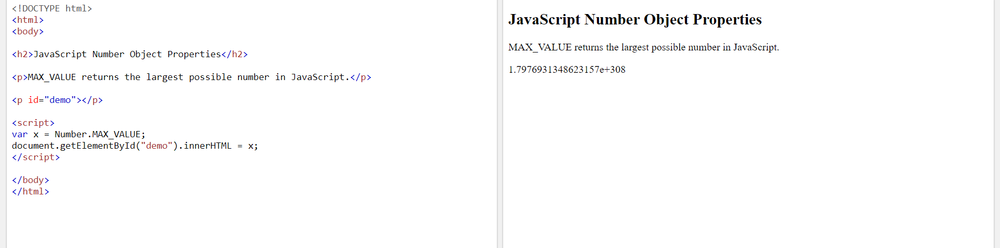 <!DOCTYPE html>
<html>
<body>
<h2>JavaScript Number Object Properties</h2>
<p>MAX_VALUE returns the largest possible number in JavaScript.</p>
<p id="demo"></p>
<script>
var x = Number.MAX_VALUE;
document.getElementById("demo").innerHTML = x;
</script>
</body>
</html>
JavaScript Number Object Properties
MAX_VALUE returns the largest possible number in JavaScript.
1.7976931348623157e+308